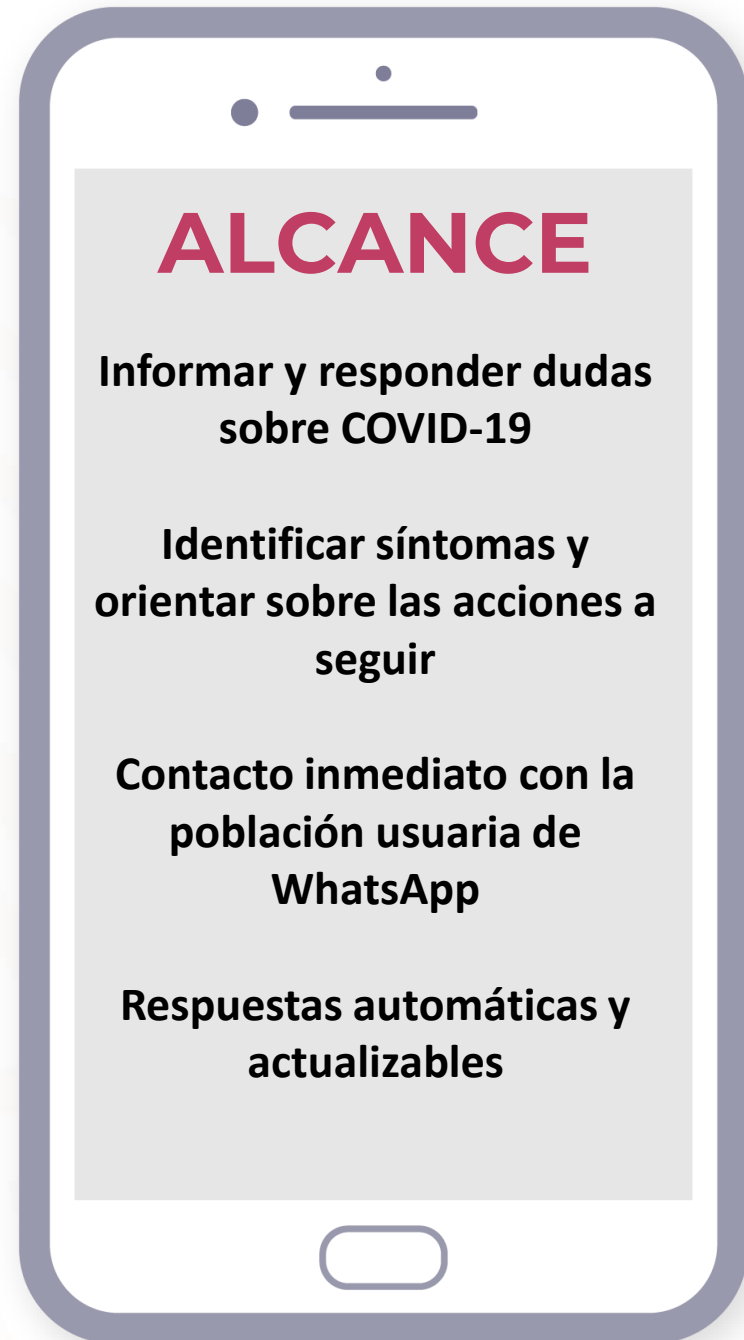 ALCANCE
Informar y responder dudas
sobre COVID-19
Identificar síntomas y
orientar sobre las acciones a
seguir
Contacto inmediato con la
población usuaria de
WhatsApp
Respuestas automáticas y
actualizables